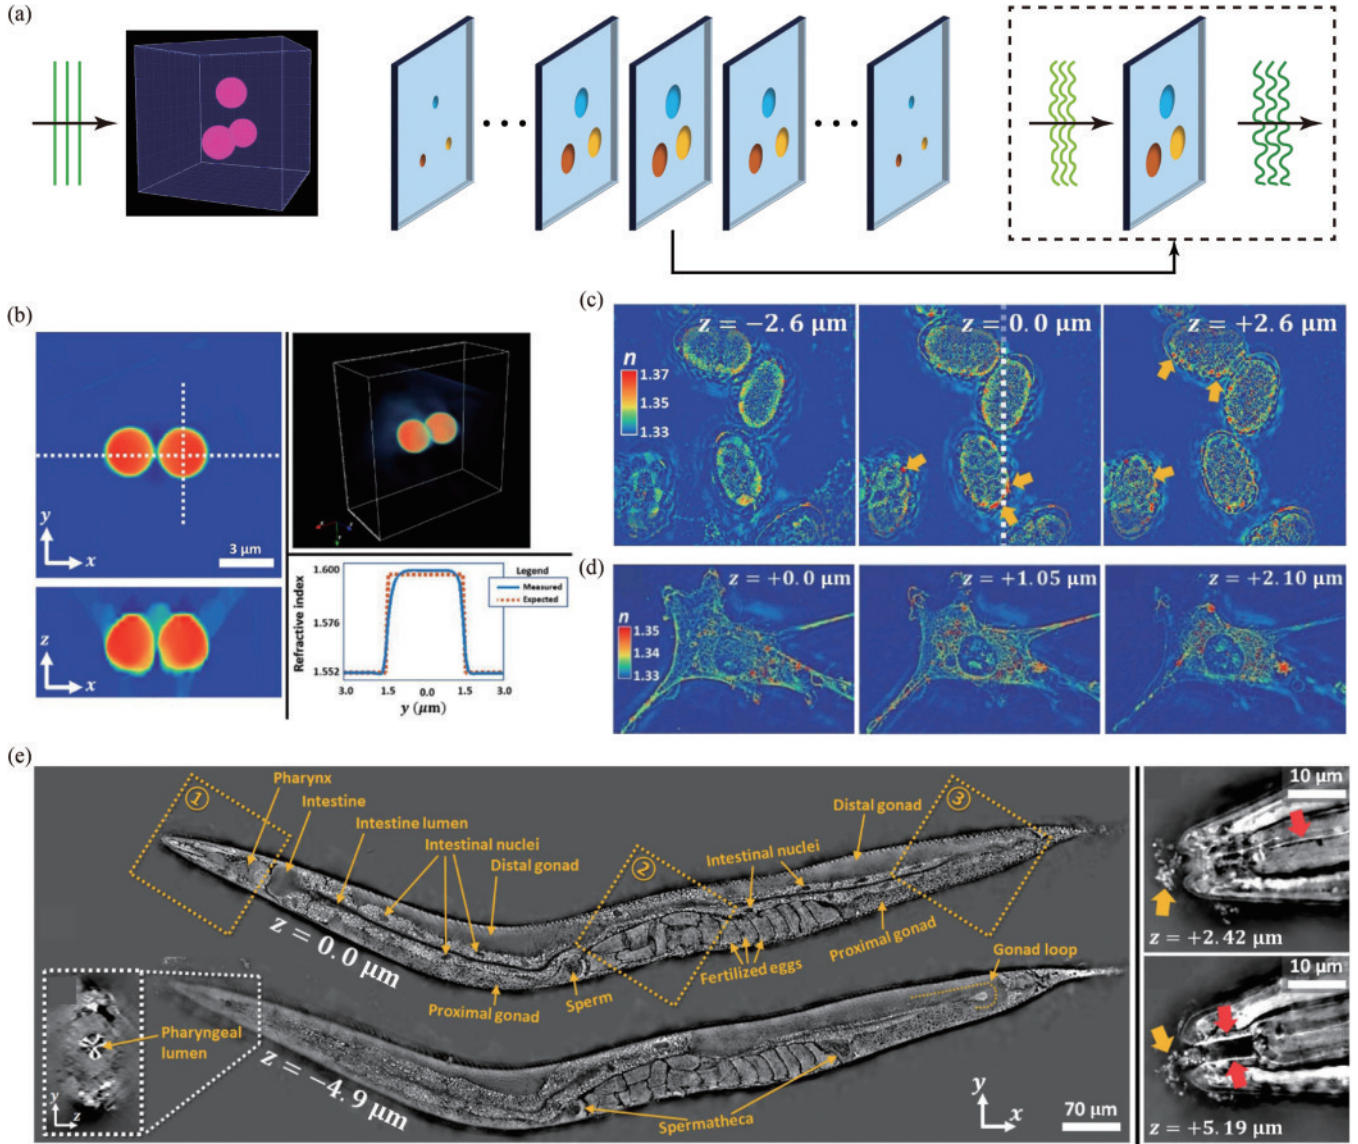 (a)
(b)
y
x
3 μm
z
x
1.600
1.576
1.552
Refractive index
Legend
Measured
Expected
3.0
1.5
0.0
1.5
3.0
y (μm)
(c)
z = −2.6 μm
z = 0.0 μm
z = +2.6 μm
n
1.37
1.35
1.33
(d)
z = +0.0 μm
z = +1.05 μm
z = +2.10 μm
n
1.35
1.34
1.33
(e)
①
Pharynx
Intestine
Intestine lumen
Intestinal nuclei
Distal gonad
②
Intestinal nuclei
Distal gonad
③
z = 0.0 μm
Proximal gonad
Sperm
Fertilized eggs
Proximal gonad
Gonad loop
Pharyngeal
lumen
y
z
z = −4.9 μm
Spermatheca
y
x
70 μm
10 μm
z = +2.42 μm
10 μm
z = +5.19 μm